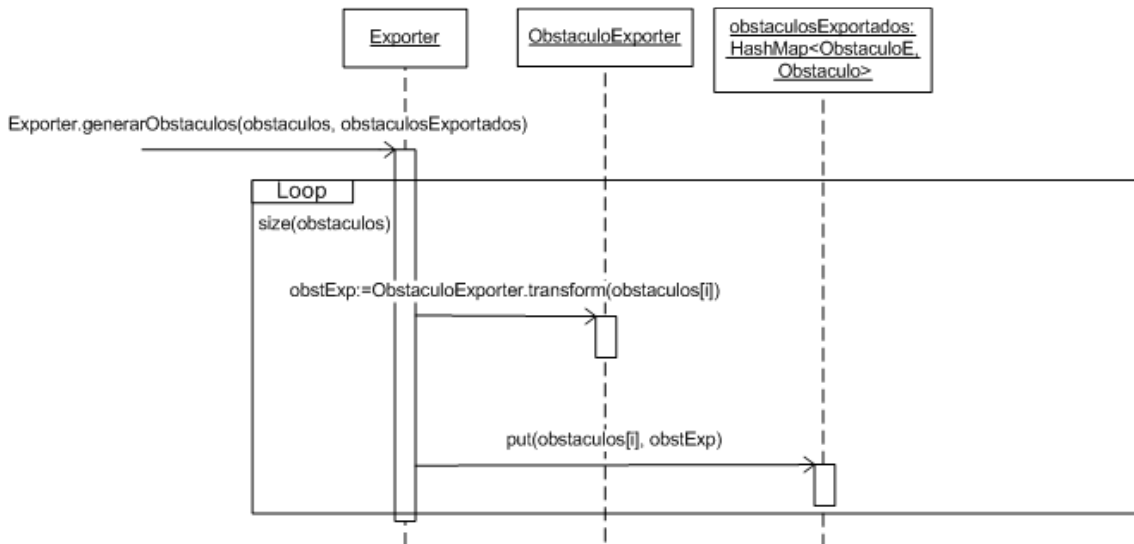 Exporter
ObstaculoExporter
obstaculosExportados:
HashMap<ObstaculoE,
Obstaculo>
Exporter.generarObstaculos(obstaculos, obstaculosExportados)
Loop
size(obstaculos)
obstExp:=ObstaculoExporter.transform(obstaculos[i])
put(obstaculos[i], obstExp)